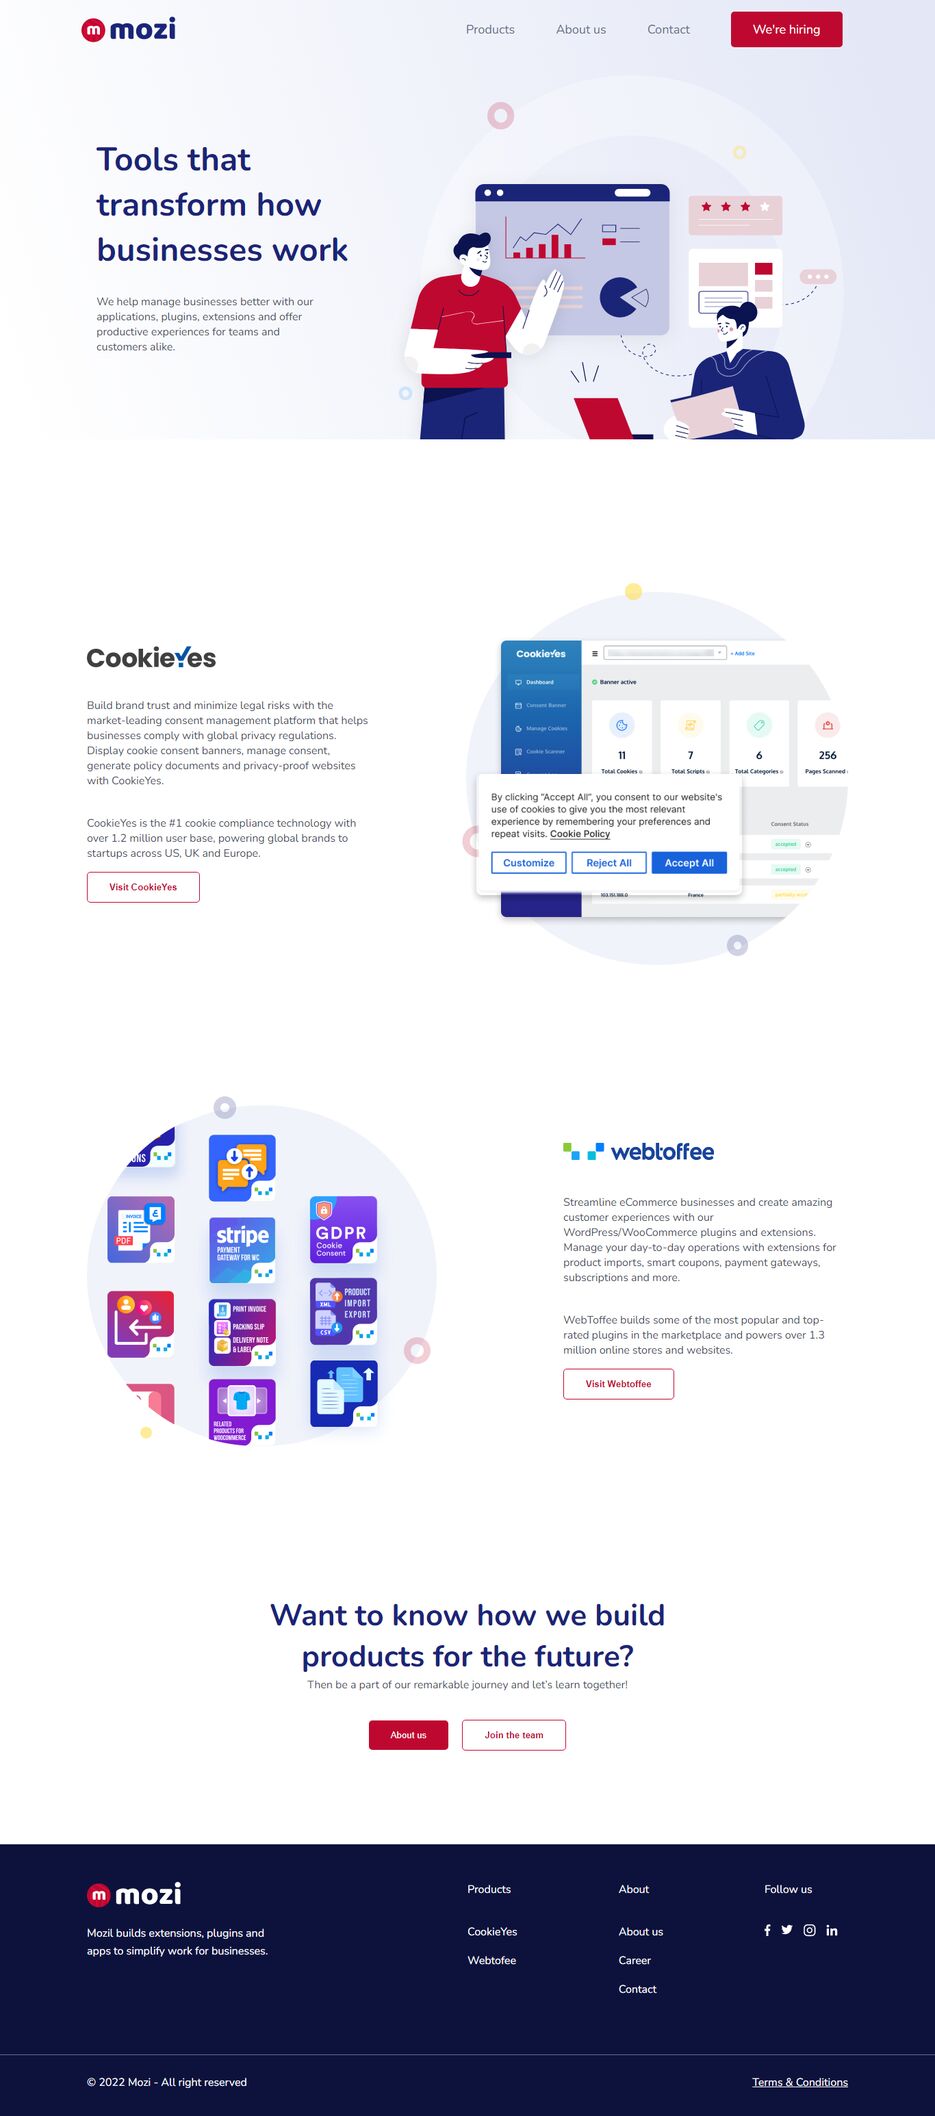 m mozi
Products About us Contact We're hiring
Tools that
transform how
businesses work
We help manage businesses better with our
applications, plugins, extensions and offer
productive experiences for teams and
customers alike.
CookieYes
Build brand trust and minimize legal risks with the
market-leading consent management platform that helps
businesses comply with global privacy regulations.
Display cookie consent banners, manage consent,
generate policy documents and privacy-proof websites
with CookieYes.
CookieYes is the #1 cookie compliance technology with
over 1.2 million user base, powering global brands to
startups across US, UK and Europe.
Visit CookieYes
CookieYes
+ Add Site
Dashboard
Banner active
Consent Banner
Manage Cookies
Cookie Scanner
11 7 6 256
Total Cookies Total Scripts Total Categories Pages Scanned
By clicking "Accept All", you consent to our website's
use of cookies to give you the most relevant
experience by remembering your preferences and
repeat visits. Cookie Policy
Customize Reject All Accept All
Consent Status
accepted
accepted
103.151.189.0 France
ONS
INVOICE
PDF
stripe
PAYMENT
GATEWAY FOR WC
GDPR
Cookie
Consent
PRINT INVOICE
PACKING SLIP
DELIVERY NOTE
& LABEL
XML
CSV
PRODUCT
IMPORT
EXPORT
RELATED
PRODUCTS FOR
WOOCOMMERCE
webtoffee
Streamline eCommerce businesses and create amazing
customer experiences with our
WordPress/WooCommerce plugins and extensions.
Manage your day-to-day operations with extensions for
product imports, smart coupons, payment gateways,
subscriptions and more.
WebToffee builds some of the most popular and top-
rated plugins in the marketplace and powers over 1.3
million online stores and websites.
Visit Webtoffee
Want to know how we build
products for the future?
Then be a part of our remarkable journey and let's learn together!
About us Join the team
m mozi
Mozil builds extensions, plugins and
apps to simplify work for businesses.
Products
CookieYes
Webtofee
About
About us
Career
Contact
Follow us
© 2022 Mozi - All right reserved
Terms & Conditions